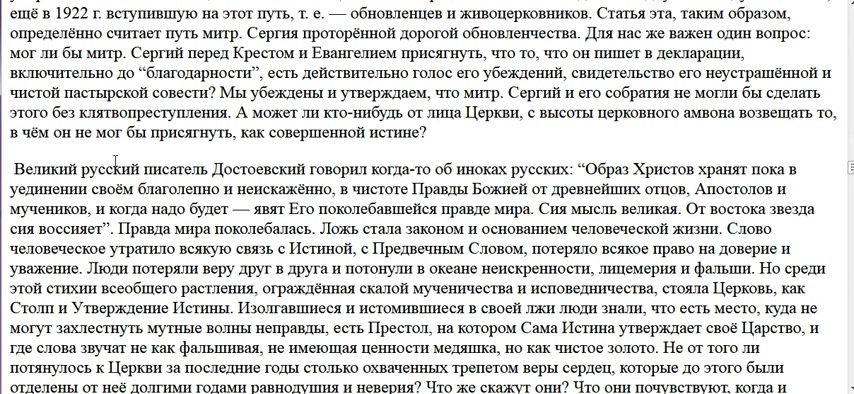 ещё в 1922 г. вступившую на этот путь, т. е. — обновленцев и живоцерковников. Статья эта, таким образом,
определённо считает путь митр. Сергия проторённой дорогой обновленчества. Для нас же важен один вопрос:
мог ли бы митр. Сергий перед Крестом и Евангелием присягнуть, что то, что он пишет в декларации,
включительно до “благодарности”, есть действительно голос его убеждений, свидетельство его неустрашённой и
чистой пастырской совести? Мы убеждены и утверждаем, что митр. Сергий и его собратия не могли бы сделать
этого без клятвопреступления. А может ли кто-нибудь от лица Церкви, с высоты церковного амвона возвещать то,
в чём он не мог бы присягнуть, как совершенной истине?
Великий русский писатель Достоевский говорил когда-то об иноках русских: “Образ Христов хранят пока в
уединении своём благолепно и неискажённо, в чистоте Правды Божией от древнейших отцов, Апостолов и
мучеников, и когда надо будет — явят Его поколебавшейся правде мира. Сия мысль великая. От востока звезда
сия воссияет”. Правда мира поколебалась. Ложь стала законом и основанием человеческой жизни. Слово
человеческое утратило всякую связь с Истиной, с Предвечным Словом, потеряло всякое право на доверие и
уважение. Люди потеряли веру друг в друга и потонули в океане неискренности, лицемерия и фальши. Но среди
этой стихии всеобщего растления, ограждённая скалой мученичества и исповедничества, стояла Церковь, как
Столп и Утверждение Истины. Изолгавшиеся и истомившиеся в своей лжи люди знали, что есть место, куда не
могут захлестнуть мутные волны неправды, есть Престол, на котором Сама Истина утверждает своё Царство, и
где слова звучат не как фальшивая, не имеющая ценности медяшка, но как чистое золото. Не от того ли
потянулось к Церкви за последние годы столько охваченных трепетом веры сердец, которые до этого были
отделены от неё долгими годами равнодушия и неверия? Что же скажут они? Что они почувствуют, когда и